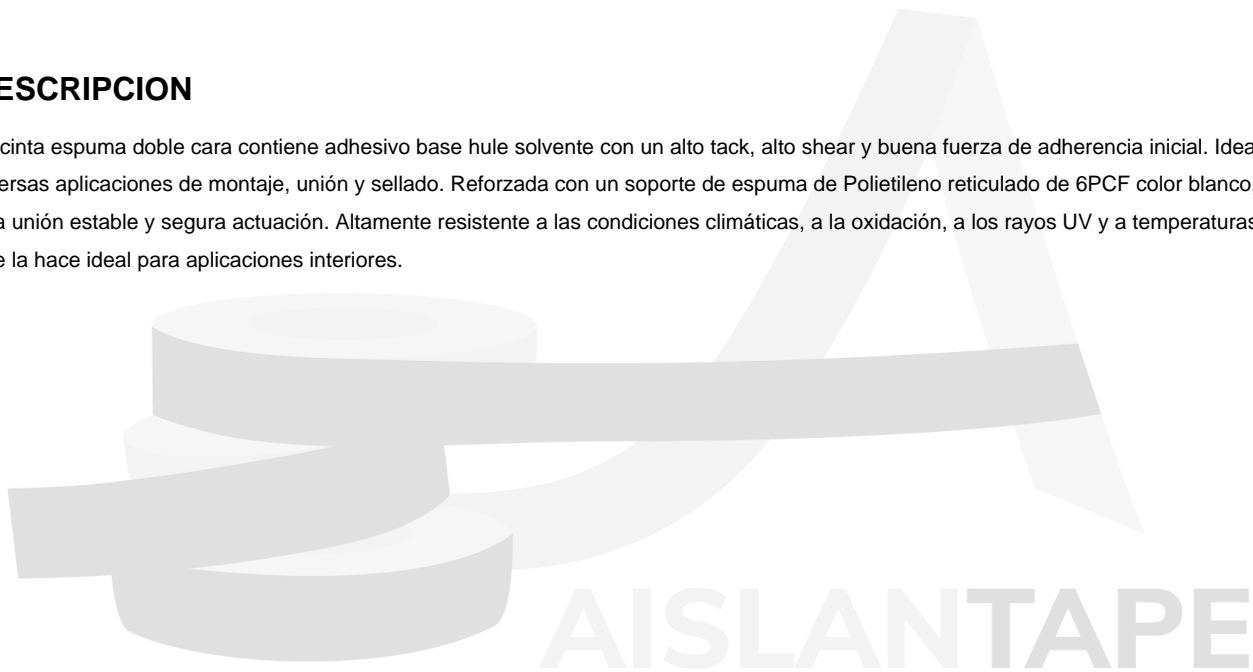 ESCRIPCION
cinta espuma doble cara contiene adhesivo base hule solvente con un alto tack, alto shear y buena fuerza de adherencia inicial. Idea
ersas aplicaciones de montaje, unión y sellado. Reforzada con un soporte de espuma de Polietileno reticulado de 6PCF color blanco.
a unión estable y segura actuación. Altamente resistente a las condiciones climáticas, a la oxidación, a los rayos UV y a temperaturas
e la hace ideal para aplicaciones interiores.
AISLANTAPE